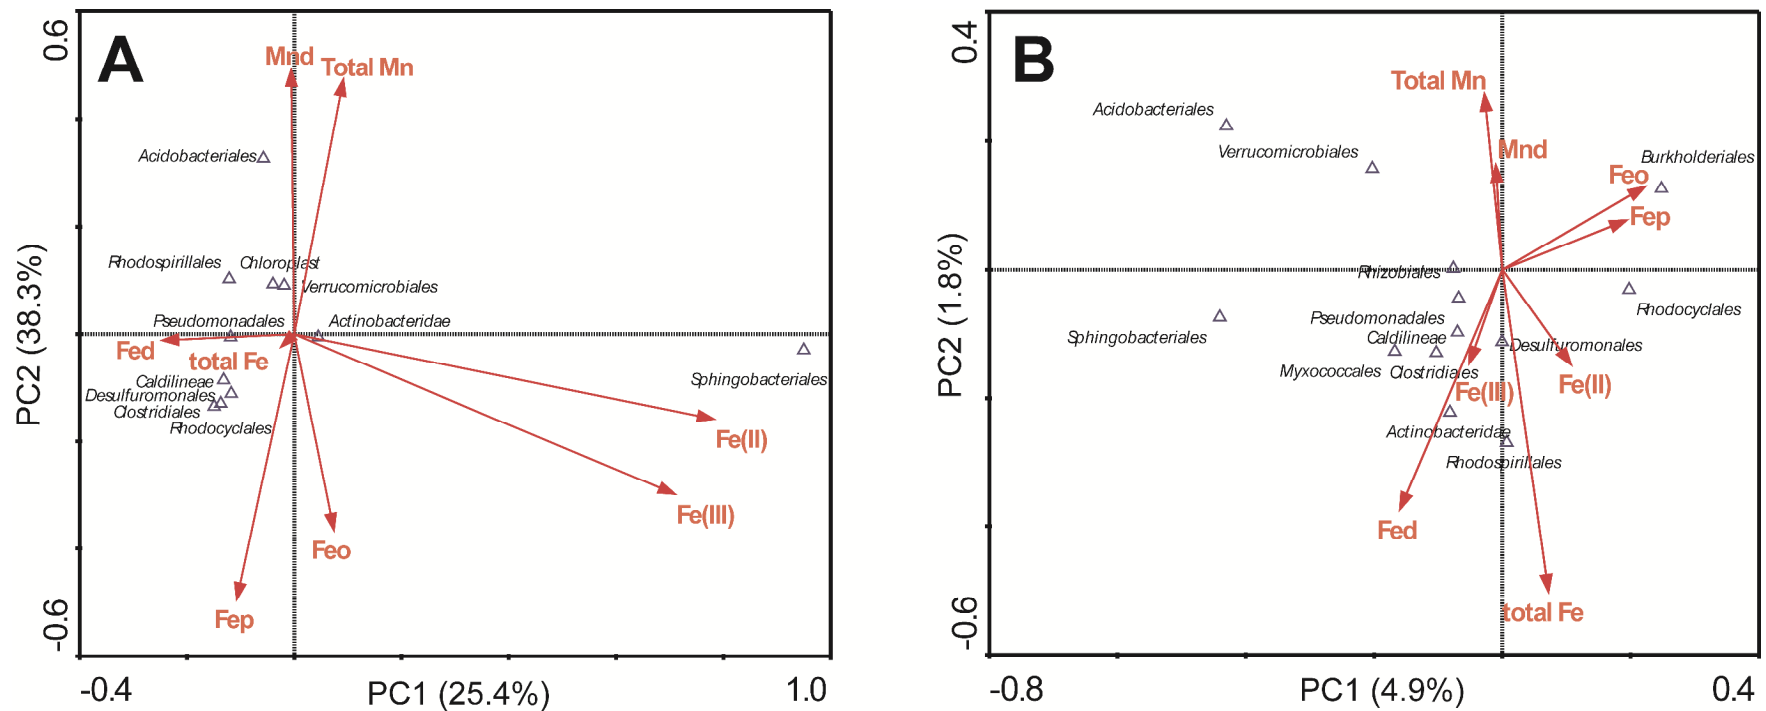 A
0.6
Mnd
Total Mn
Acidobacteriales
Rhodospirillales
Chloroplast
Verrucomicrobiales
Pseudomonadales
Actinobacteridae
Fed
total Fe
Sphingobacteriales
Caldilineae
Desulfuromonales
Clostridiales
Rhodocyclales
Fe(II)
Fe(III)
Feo
Fep
PC2 (38.3%)
-0.6
-0.4
PC1 (25.4%)
1.0
B
0.4
Total Mn
Acidobacteriales
Verrucomicrobiales
Mnd
Burkholderiales
Feo
Fep
Rhizobiales
Rhodocyclales
Pseudomonadales
Sphingobacteriales
Caldilineae
Desulfuromonales
Myxococcales
Clostridiales
Fe(III)
Fe(II)
Actinobacteridae
Rhodospirillales
Fed
total Fe
PC2 (1.8%)
-0.6
-0.8
PC1 (4.9%)
0.4